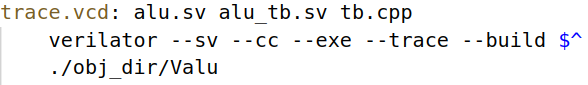 trace.vcd: alu.sv alu_tb.sv tb.cpp
    verilator --sv --cc --exe --trace --build $^
    ./obj_dir/Valu